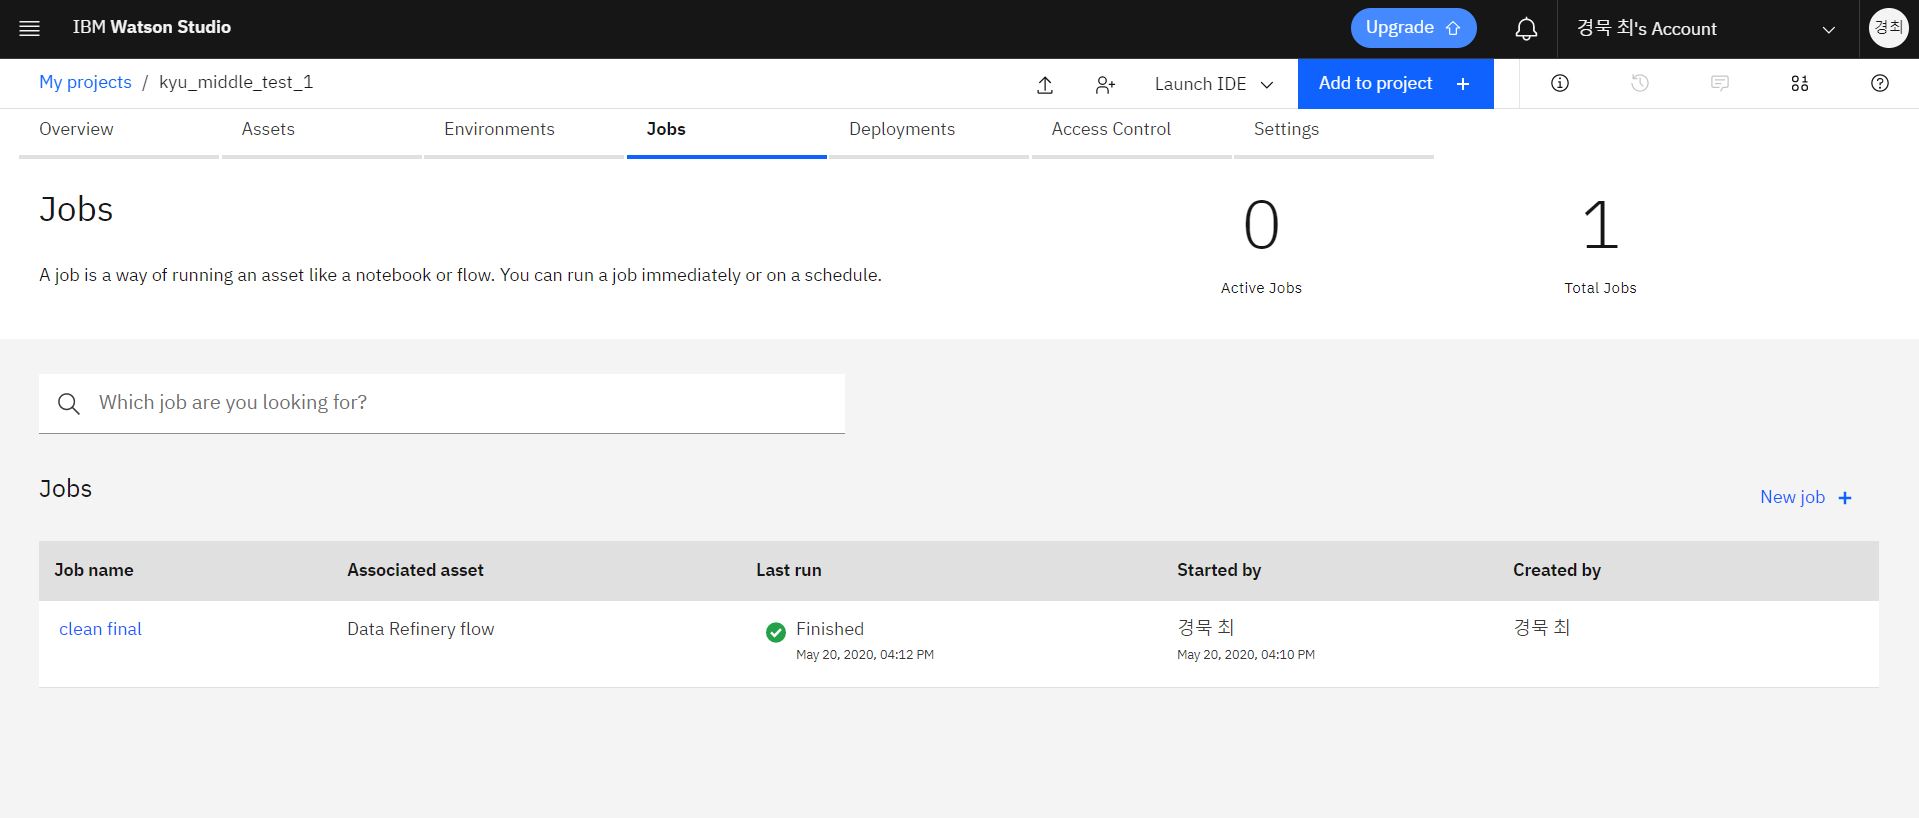 IBM Watson Studio
Upgrade
경묵 최's Account
경최
My projects / kyu_middle_test_1
Launch IDE
Add to project +
Overview
Assets
Environments
Jobs
Deployments
Access Control
Settings
Jobs
A job is a way of running an asset like a notebook or flow. You can run a job immediately or on a schedule.
0
Active Jobs
1
Total Jobs
Which job are you looking for?
Jobs
New job +
Job name
Associated asset
Last run
Started by
Created by
clean final
Data Refinery flow
Finished
May 20, 2020, 04:12 PM
경묵 최
May 20, 2020, 04:10 PM
경묵 최